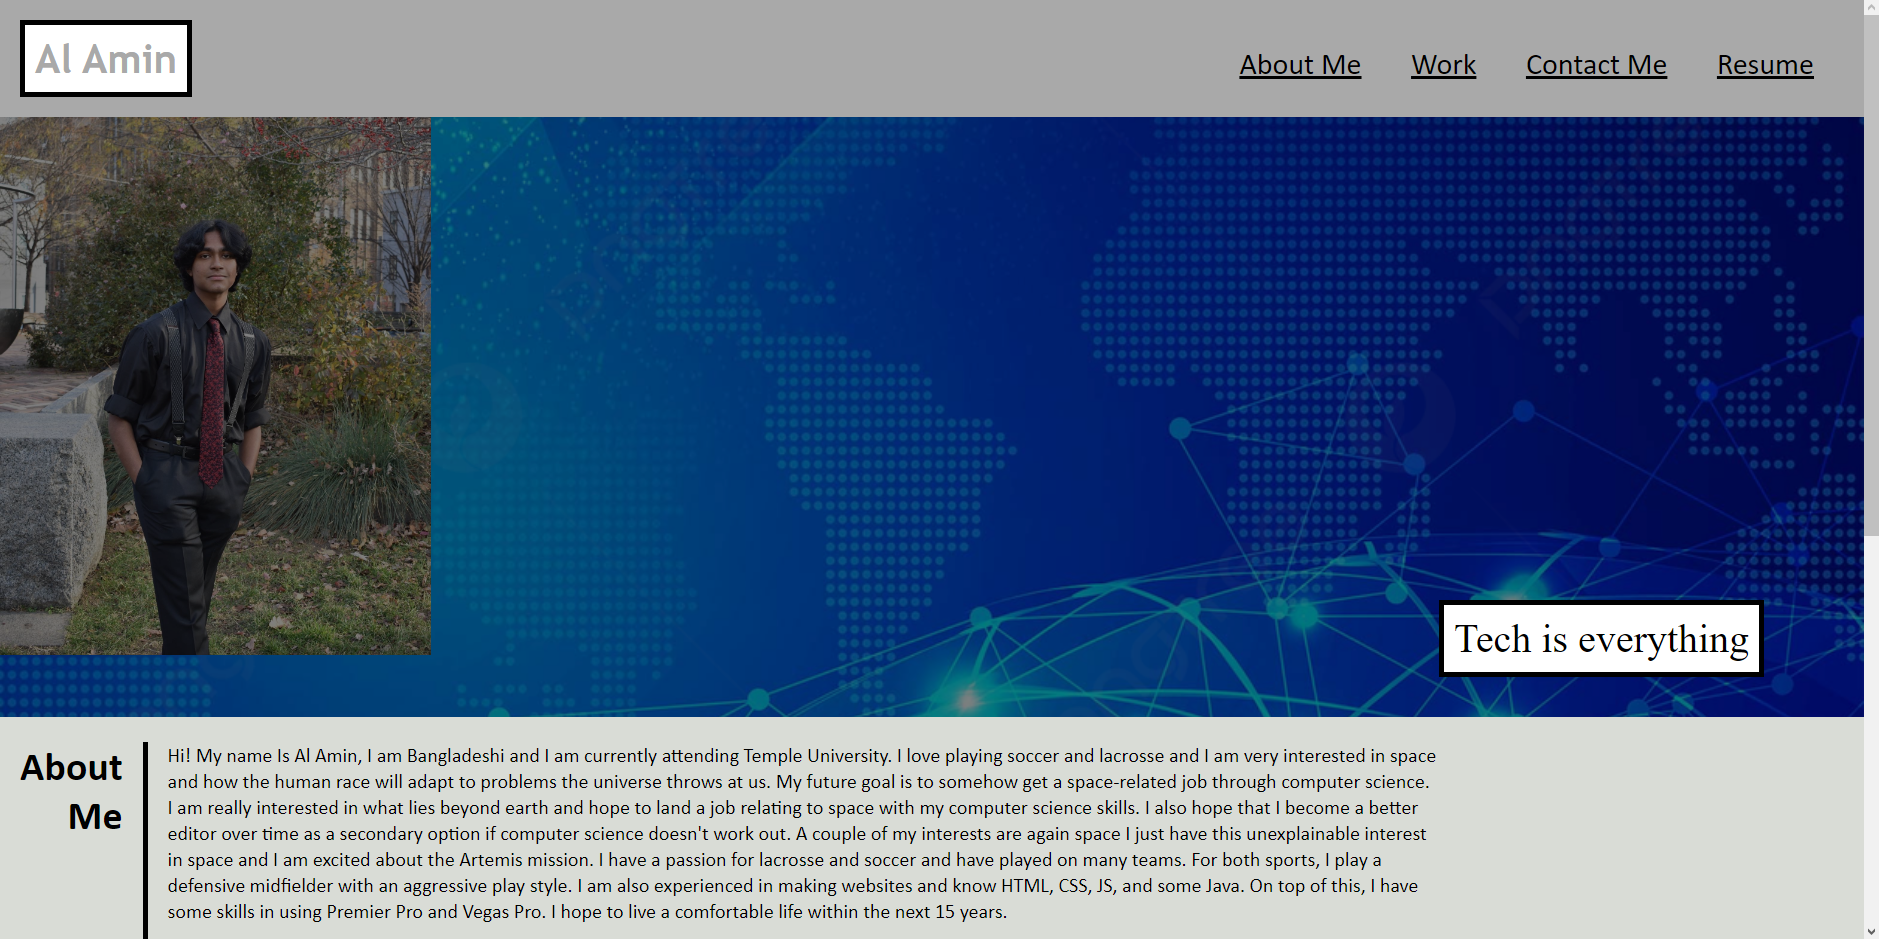 Al Amin
About Me Work Contact Me Resume
Tech is everything
About
Me
Hi! My name Is Al Amin, I am Bangladeshi and I am currently attending Temple University. I love playing soccer and lacrosse and I am very interested in space
and how the human race will adapt to problems the universe throws at us. My future goal is to somehow get a space-related job through computer science.
I am really interested in what lies beyond earth and hope to land a job relating to space with my computer science skills. I also hope that I become a better
editor over time as a secondary option if computer science doesn't work out. A couple of my interests are again space I just have this unexplainable interest
in space and I am excited about the Artemis mission. I have a passion for lacrosse and soccer and have played on many teams. For both sports, I play a
defensive midfielder with an aggressive play style. I am also experienced in making websites and know HTML, CSS, JS, and some Java. On top of this, I have
some skills in using Premier Pro and Vegas Pro. I hope to live a comfortable life within the next 15 years.